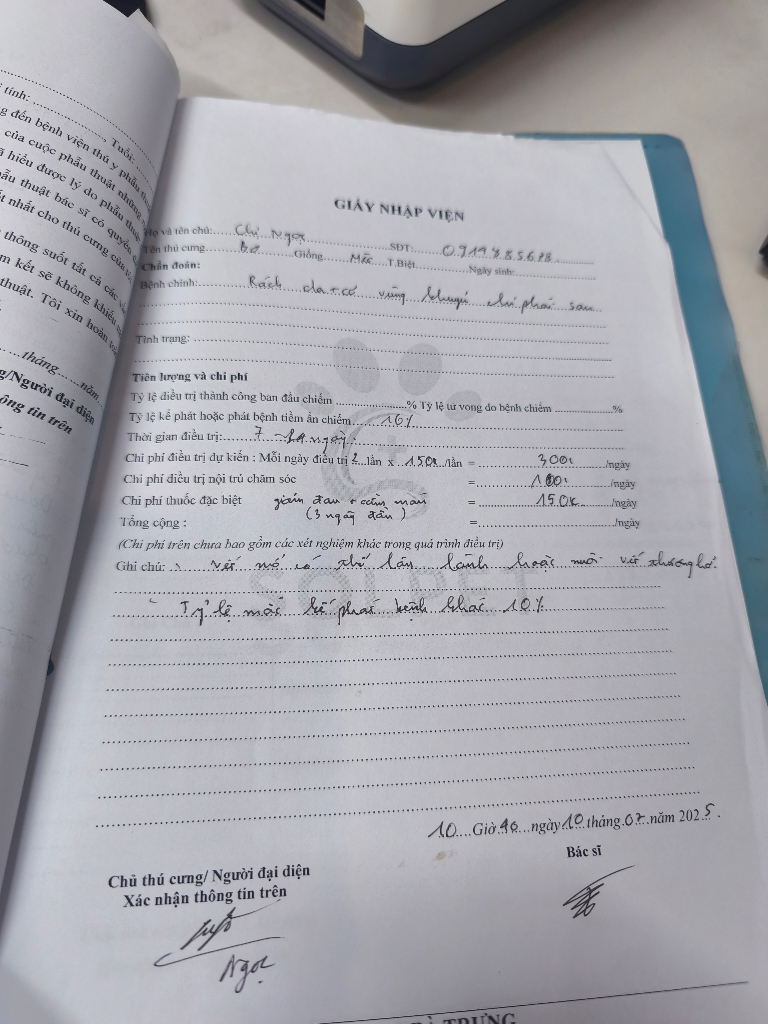 tính: ........ Tuổi:
g đến bệnh viện thú y phẫu
của cuộc phẫu thuật những
ã hiểu được lý do phẫu thuật
ẫu thuật bác sĩ có quyền
t nhất cho thú cưng của
thông suốt tất cả các
m kết sẽ không khiếu
thuật. Tôi xin hoàn
....tháng......năm
g/Người đại diện
ông tin trên
GIẤY NHẬP VIỆN
Họ và tên chủ: Chị Ngọc SĐT: 0919885688
Tên thú cưng Bơ Giống Mèo T.Biệt Ngày sinh:
Chẩn đoán:
Bệnh chính: Rách da + có vùng khuyu chi phải sau
Tình trạng:
Tiên lượng và chi phí
Tỷ lệ điều trị thành công ban đầu chiếm ........% Tỷ lệ tử vong do bệnh chiếm ........%
Tỷ lệ kế phát hoặc phát bệnh tiềm ẩn chiếm 10%
Thời gian điều trị: 7 - 10 ngày
Chi phí điều trị dự kiến : Mỗi ngày điều trị 2 lần x 150k /lần = 300k /ngày
Chi phí điều trị nội trú chăm sóc = 100k /ngày
Chi phí thuốc đặc biệt giảm đau + cầm máu = 150k /ngày
(3 ngày đầu)
Tổng cộng : = /ngày
(Chi phí trên chưa bao gồm các xét nghiệm khác trong quá trình điều trị)
Ghi chú: vết mổ có thể lâu lành hoặc nuôi vết thương hở.
SOLPET
- Tỷ lệ mắc kế phát bệnh khác 10%
10 Giờ 40 ngày 10 tháng 07 năm 2025.
Chủ thú cưng/ Người đại diện
Bác sĩ
Xác nhận thông tin trên
Ngọc
TRƯNG